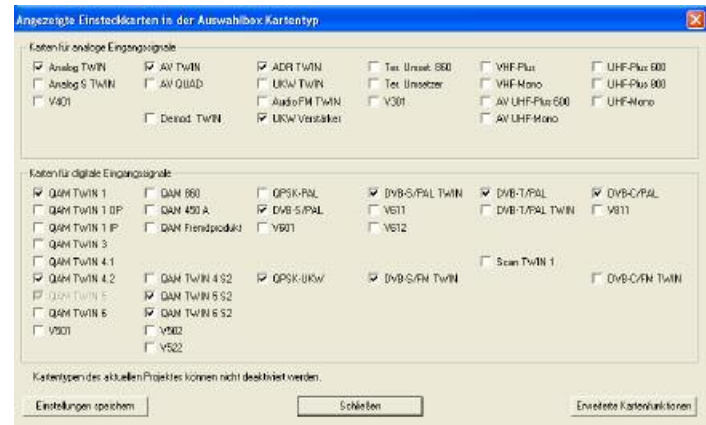 Angezeigte Einsteckkarten in der Auswahlbox Kartentyp
Karten für analoge Eingangssignale
Analog TWIN AV TWIN ADR TWIN Ter. Umset. 860 VHF-Plus UHF-Plus 600
Analog S TWIN AV QUAD UKW TWIN Ter. Umsetzer VHF-Mono UHF-Plus 800
V401 Audio FM TWIN V301 AV UHF-Plus 600 UHF-Mono
Demod. TWIN UKW Verstärker AV UHF-Mono
Karten für digitale Eingangssignale
QAM TWIN 1 QAM 860 QPSK-PAL DVB-S/PAL TWIN DVB-T/PAL DVB-C/PAL
QAM TWIN 1 OP QAM 450 A DVB-S/PAL V611 DVB-T/PAL TWIN V811
QAM TWIN 1 IP QAM Fremdprodukt V601 V612
QAM TWIN 3
QAM TWIN 4.1 Scan TWIN 1
QAM TWIN 4.2 QAM TWIN 4 S2 QPSK-UKW DVB-S/FM TWIN DVB-C/FM TWIN
QAM TWIN 5 QAM TWIN 5 S2
QAM TWIN 6 QAM TWIN 6 S2
V501 V502
V522
Kartentypen des aktuellen Projektes können nicht deaktiviert werden.
Einstellungen speichern Schließen Erweiterte Kartenfunktionen